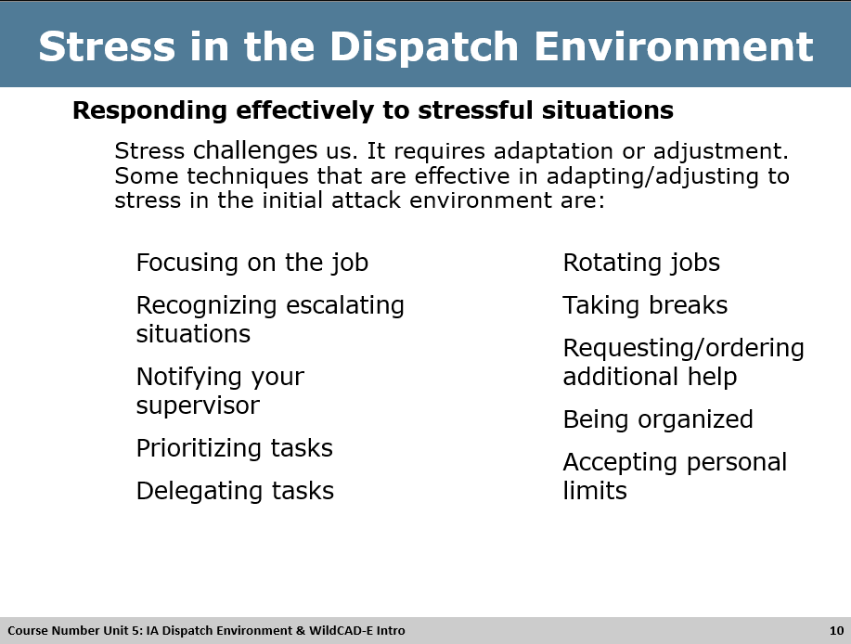 Stress in the Dispatch Environment
Responding effectively to stressful situations
Stress challenges us. It requires adaptation or adjustment.
Some techniques that are effective in adapting/adjusting to
stress in the initial attack environment are:
Focusing on the job
Recognizing escalating
situations
Notifying your
supervisor
Prioritizing tasks
Delegating tasks
Rotating jobs
Taking breaks
Requesting/ordering
additional help
Being organized
Accepting personal
limits
Course Number Unit 5: IA Dispatch Environment & WildCAD-E Intro
10